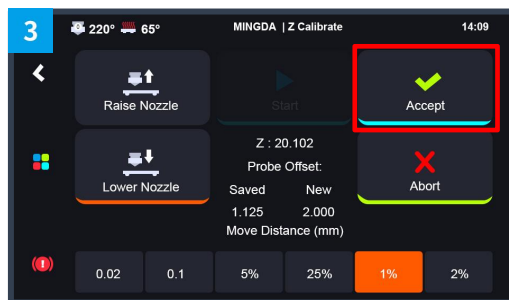 3
220° 65° MINGDA | Z Calibrate 14:09
Raise Nozzle
Start
Accept
Lower Nozzle
Z : 20.102
Probe Offset:
Saved New
1.125 2.000
Move Distance (mm)
Abort
0.02 0.1 5% 25% 1% 2%